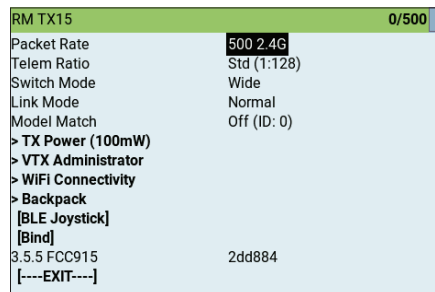 RM TX15 0/500
Packet Rate 500 2.4G
Telem Ratio Std (1:128)
Switch Mode Wide
Link Mode Normal
Model Match Off (ID: 0)
> TX Power (100mW)
> VTX Administrator
> WiFi Connectivity
> Backpack
[BLE Joystick]
[Bind]
3.5.5 FCC915 2dd884
[----EXIT----]